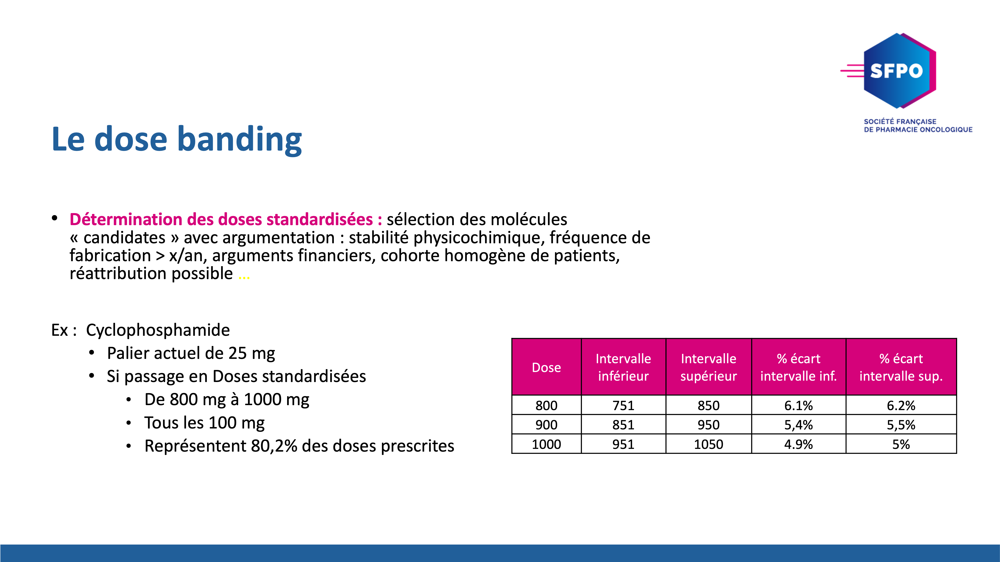 SFPO
SOCIÉTÉ FRANÇAISE
DE PHARMACIE ONCOLOGIQUE
Le dose banding
• Détermination des doses standardisées : sélection des molécules
« candidates » avec argumentation : stabilité physicochimique, fréquence de
fabrication > x/an, arguments financiers, cohorte homogène de patients,
réattribution possible ...
Ex : Cyclophosphamide
• Palier actuel de 25 mg
• Si passage en Doses standardisées
• De 800 mg à 1000 mg
• Tous les 100 mg
• Représentent 80,2% des doses prescrites
Dose Intervalle inférieur Intervalle supérieur % écart intervalle inf. % écart intervalle sup.
800 751 850 6.1% 6.2%
900 851 950 5,4% 5,5%
1000 951 1050 4.9% 5%